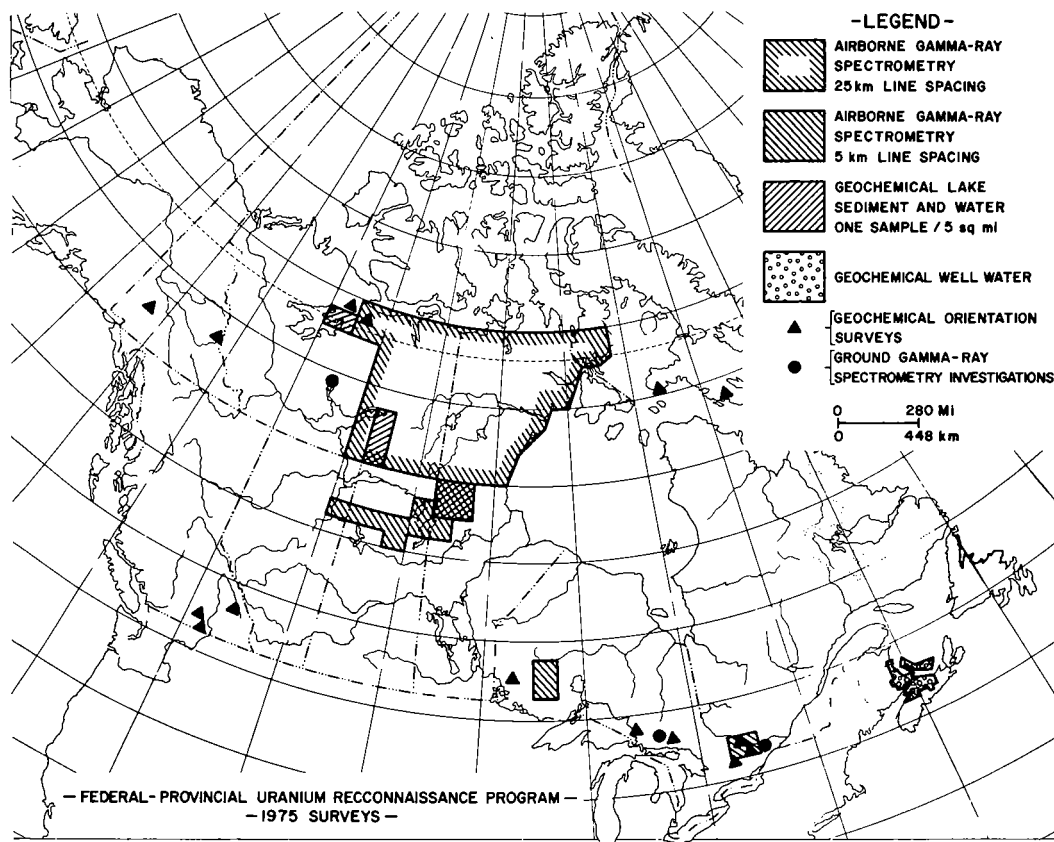 -LEGEND-
AIRBORNE GAMMA-RAY
SPECTROMETRY
25km LINE SPACING
AIRBORNE GAMMA-RAY
SPECTROMETRY
5 km LINE SPACING
GEOCHEMICAL LAKE
SEDIMENT AND WATER
ONE SAMPLE / 5 sq mi
GEOCHEMICAL WELL WATER
GEOCHEMICAL ORIENTATION
SURVEYS
GROUND GAMMA-RAY
SPECTROMETRY INVESTIGATIONS
0 280 Mi
0 448 km
— FEDERAL-PROVINCIAL URANIUM RECCONNAISSANCE PROGRAM —
— 1975 SURVEYS —